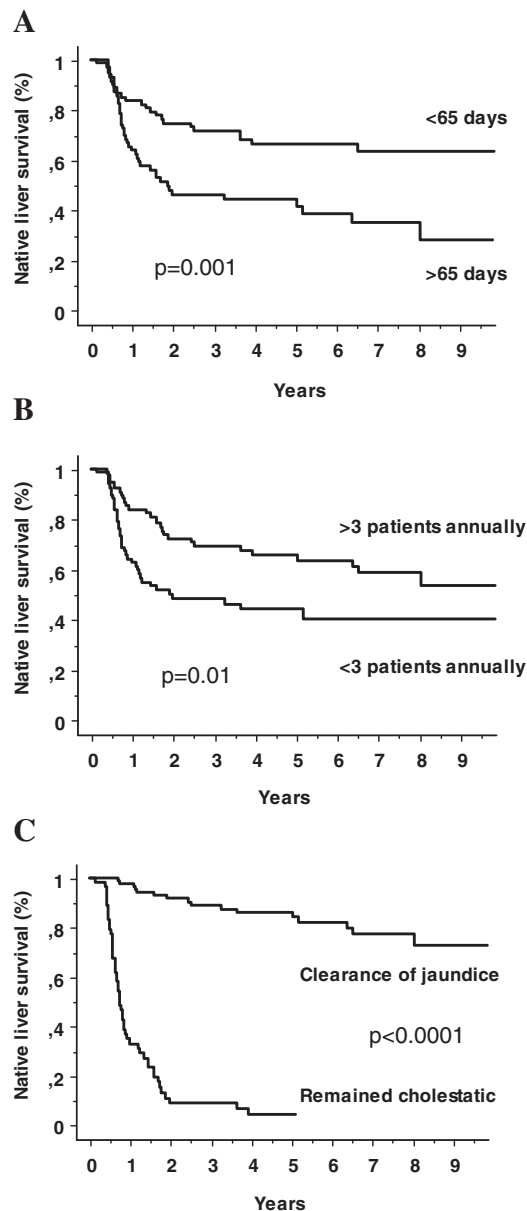 A
Native liver survival (%)
1
,8
,6
,4
,2
0
<65 days
p=0.001
>65 days
0 1 2 3 4 5 6 7 8 9
Years
B
Native liver survival (%)
1
,8
,6
,4
,2
0
>3 patients annually
p=0.01
<3 patients annually
0 1 2 3 4 5 6 7 8 9
Years
C
Native liver survival (%)
1
,8
,6
,4
,2
0
Clearance of jaundice
p<0.0001
Remained cholestatic
0 1 2 3 4 5 6 7 8 9
Years